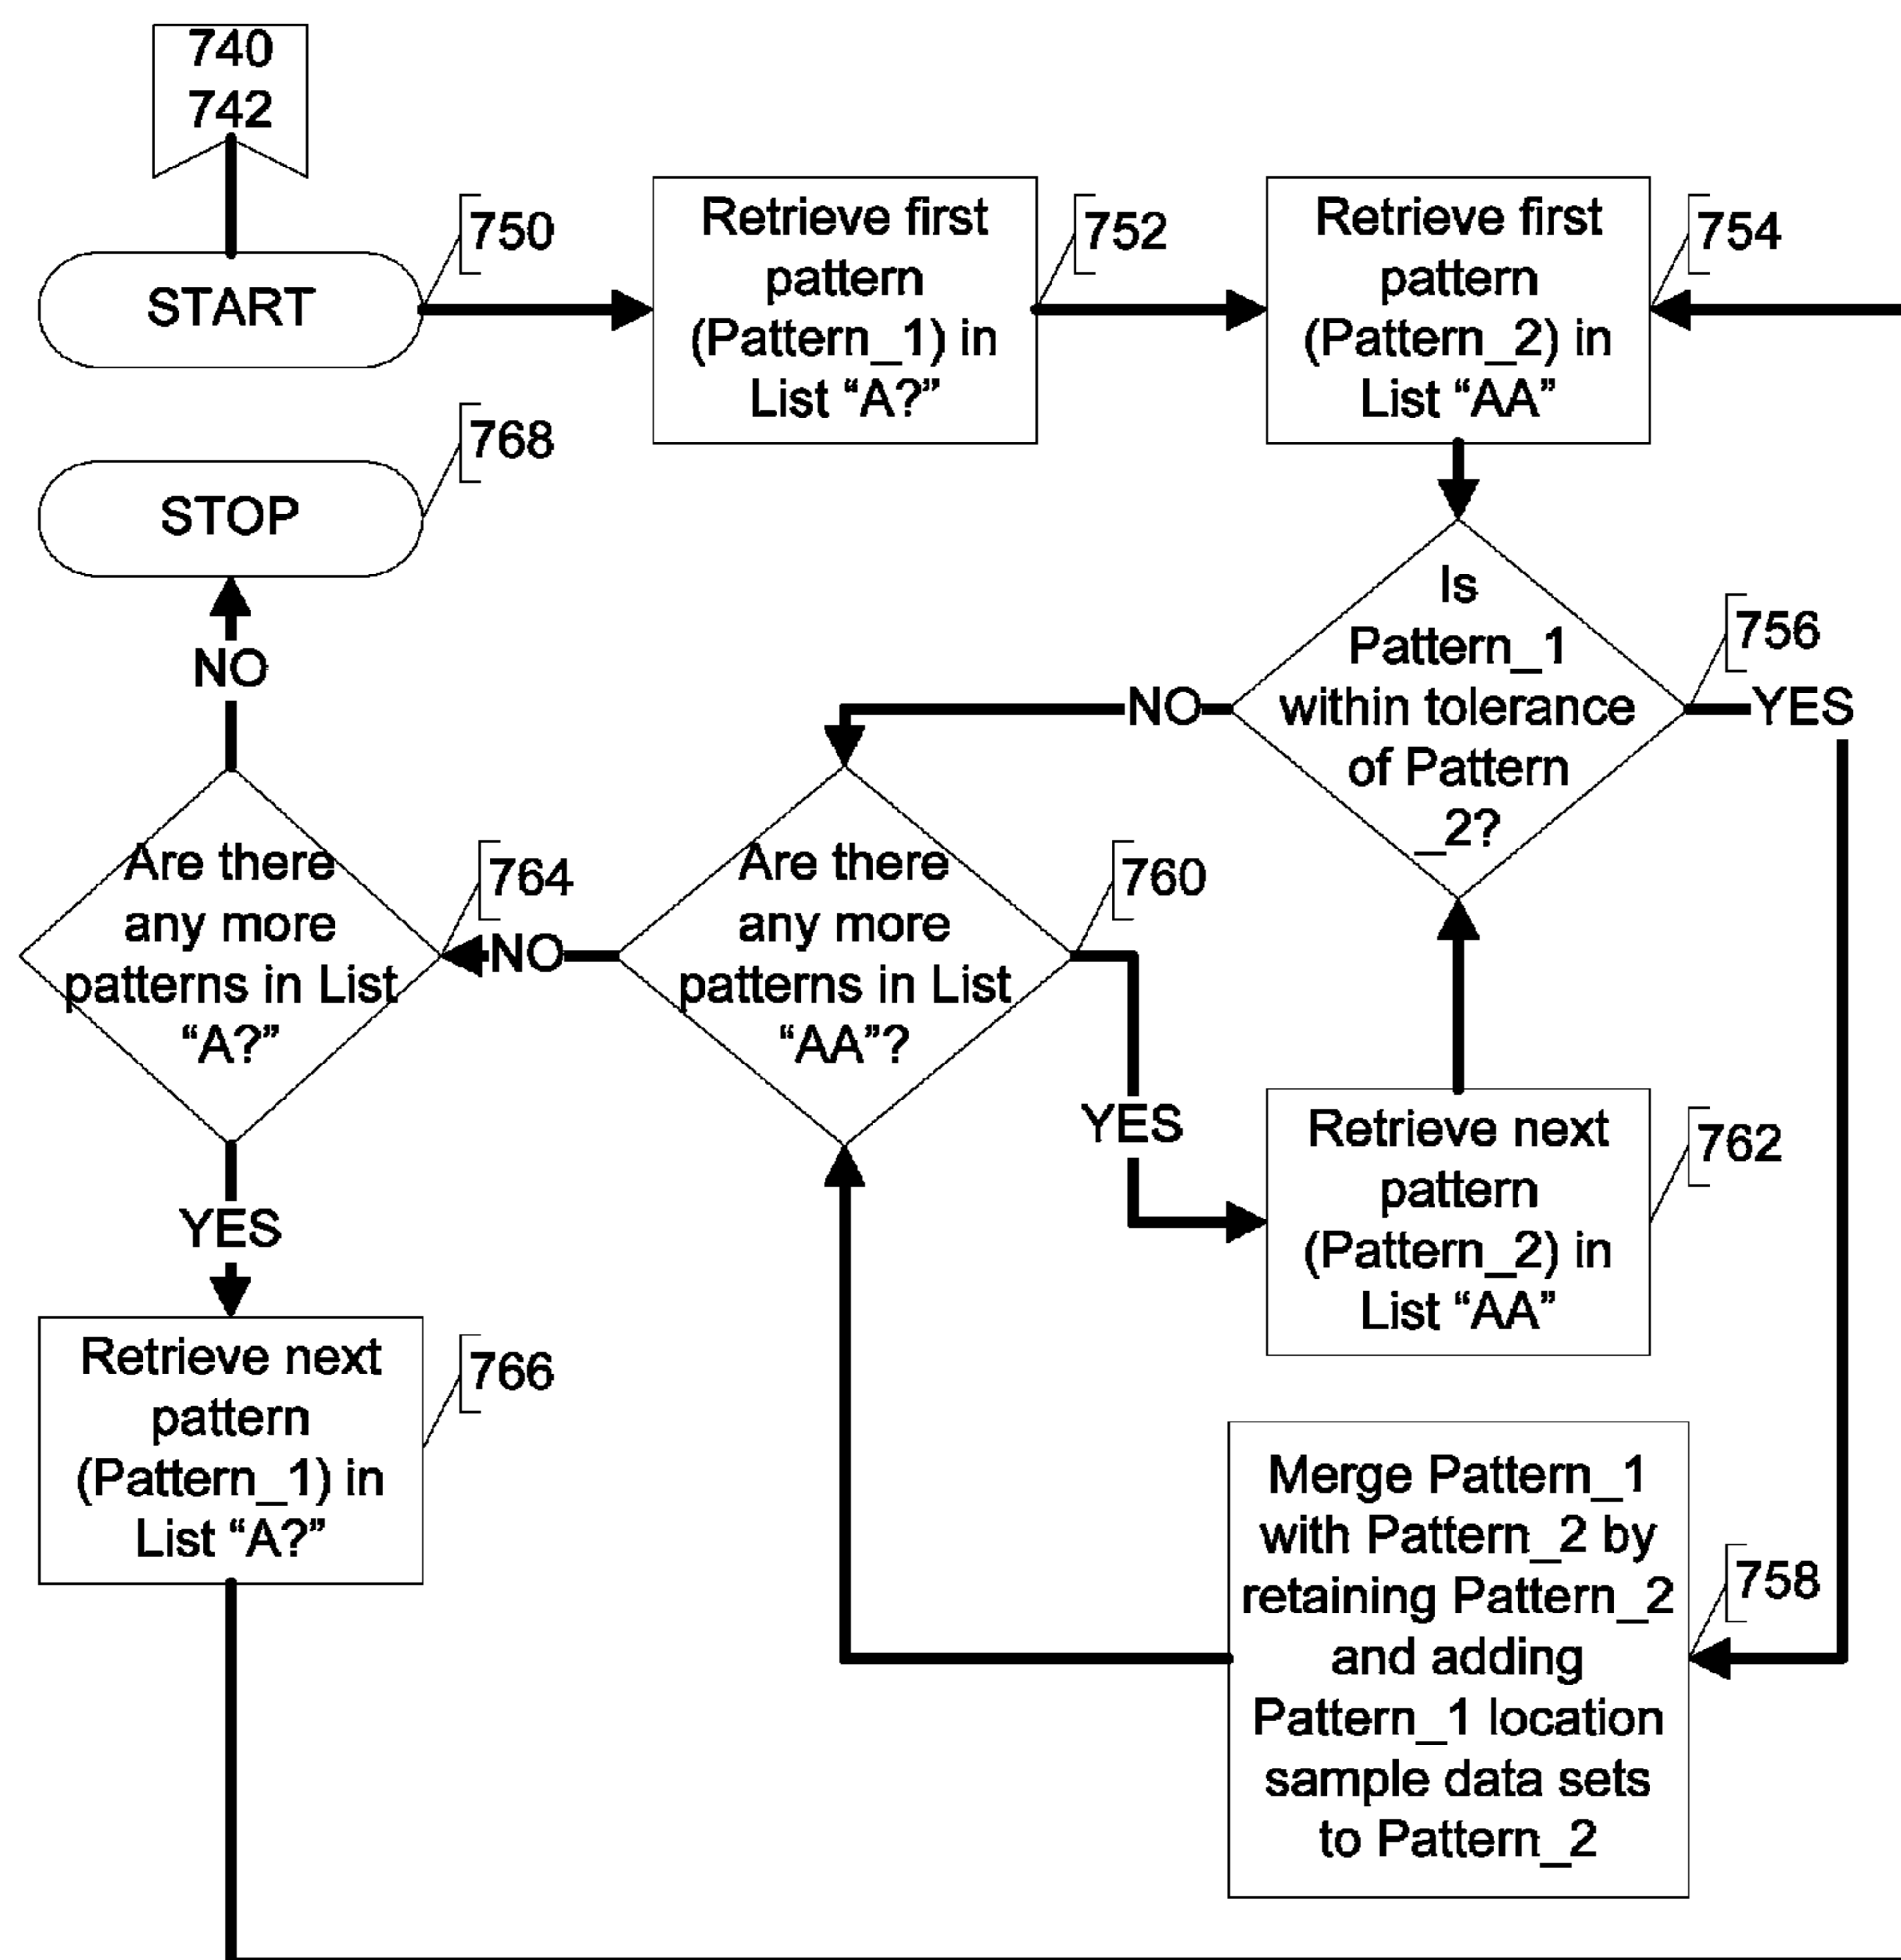 740
742
START
750
Retrieve first
pattern
(Pattern_1) in
List “A?”
752
Retrieve first
pattern
(Pattern_2) in
List “AA”
754
STOP
768
NO
Is
Pattern_1
within tolerance
of Pattern
_2?
756
YES
NO
Are there
any more
patterns in List
“A?”
764
NO
Are there
any more
patterns in List
“AA”?
760
YES
Retrieve next
pattern
(Pattern_2) in
List “AA”
762
YES
Retrieve next
pattern
(Pattern_1) in
List “A?”
766
Merge Pattern_1
with Pattern_2 by
retaining Pattern_2
and adding
Pattern_1 location
sample data sets
to Pattern_2
758